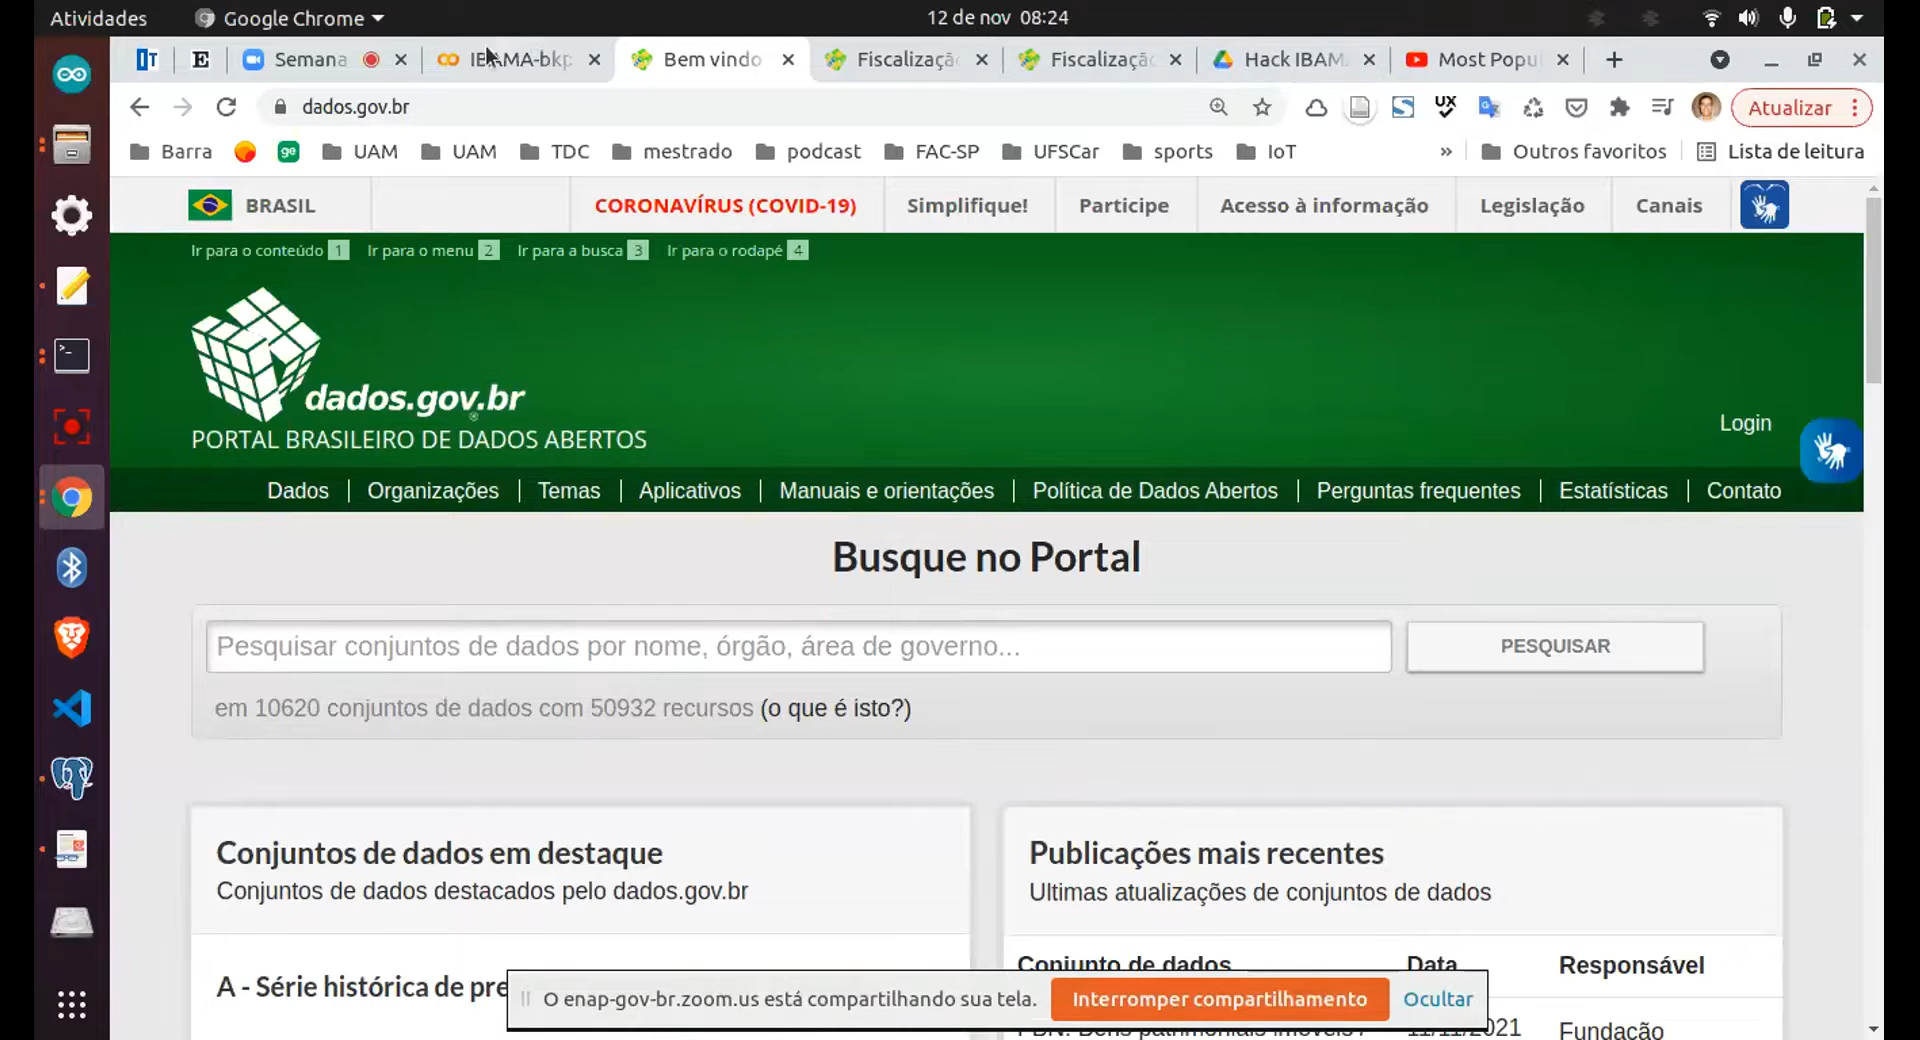 Atividades
Google Chrome
12 de nov 08:24
IT
E
Semana
IBAMA-bkp
Bem vindo
Fiscalizaçã
Fiscalizaçã
Hack IBAM
Most Popu
dados.gov.br
UX
Atualizar
Barra
ge
UAM
UAM
TDC
mestrado
podcast
FAC-SP
UFSCar
sports
IoT
»
Outros favoritos
Lista de leitura
BRASIL
CORONAVÍRUS (COVID-19)
Simplifique!
Participe
Acesso à informação
Legislação
Canais
Ir para o conteúdo 1
Ir para o menu 2
Ir para a busca 3
Ir para o rodapé 4
dados.gov.br
PORTAL BRASILEIRO DE DADOS ABERTOS
Login
Dados
Organizações
Temas
Aplicativos
Manuais e orientações
Política de Dados Abertos
Perguntas frequentes
Estatísticas
Contato
Busque no Portal
Pesquisar conjuntos de dados por nome, órgão, área de governo...
PESQUISAR
em 10620 conjuntos de dados com 50932 recursos (o que é isto?)
Conjuntos de dados em destaque
Conjuntos de dados destacados pelo dados.gov.br
A - Série histórica de pre
Publicações mais recentes
Ultimas atualizações de conjuntos de dados
Conjunto de dados
Data
Responsável
11/11/2021
Fundação
O enap-gov-br.zoom.us está compartilhando sua tela.
Interromper compartilhamento
Ocultar